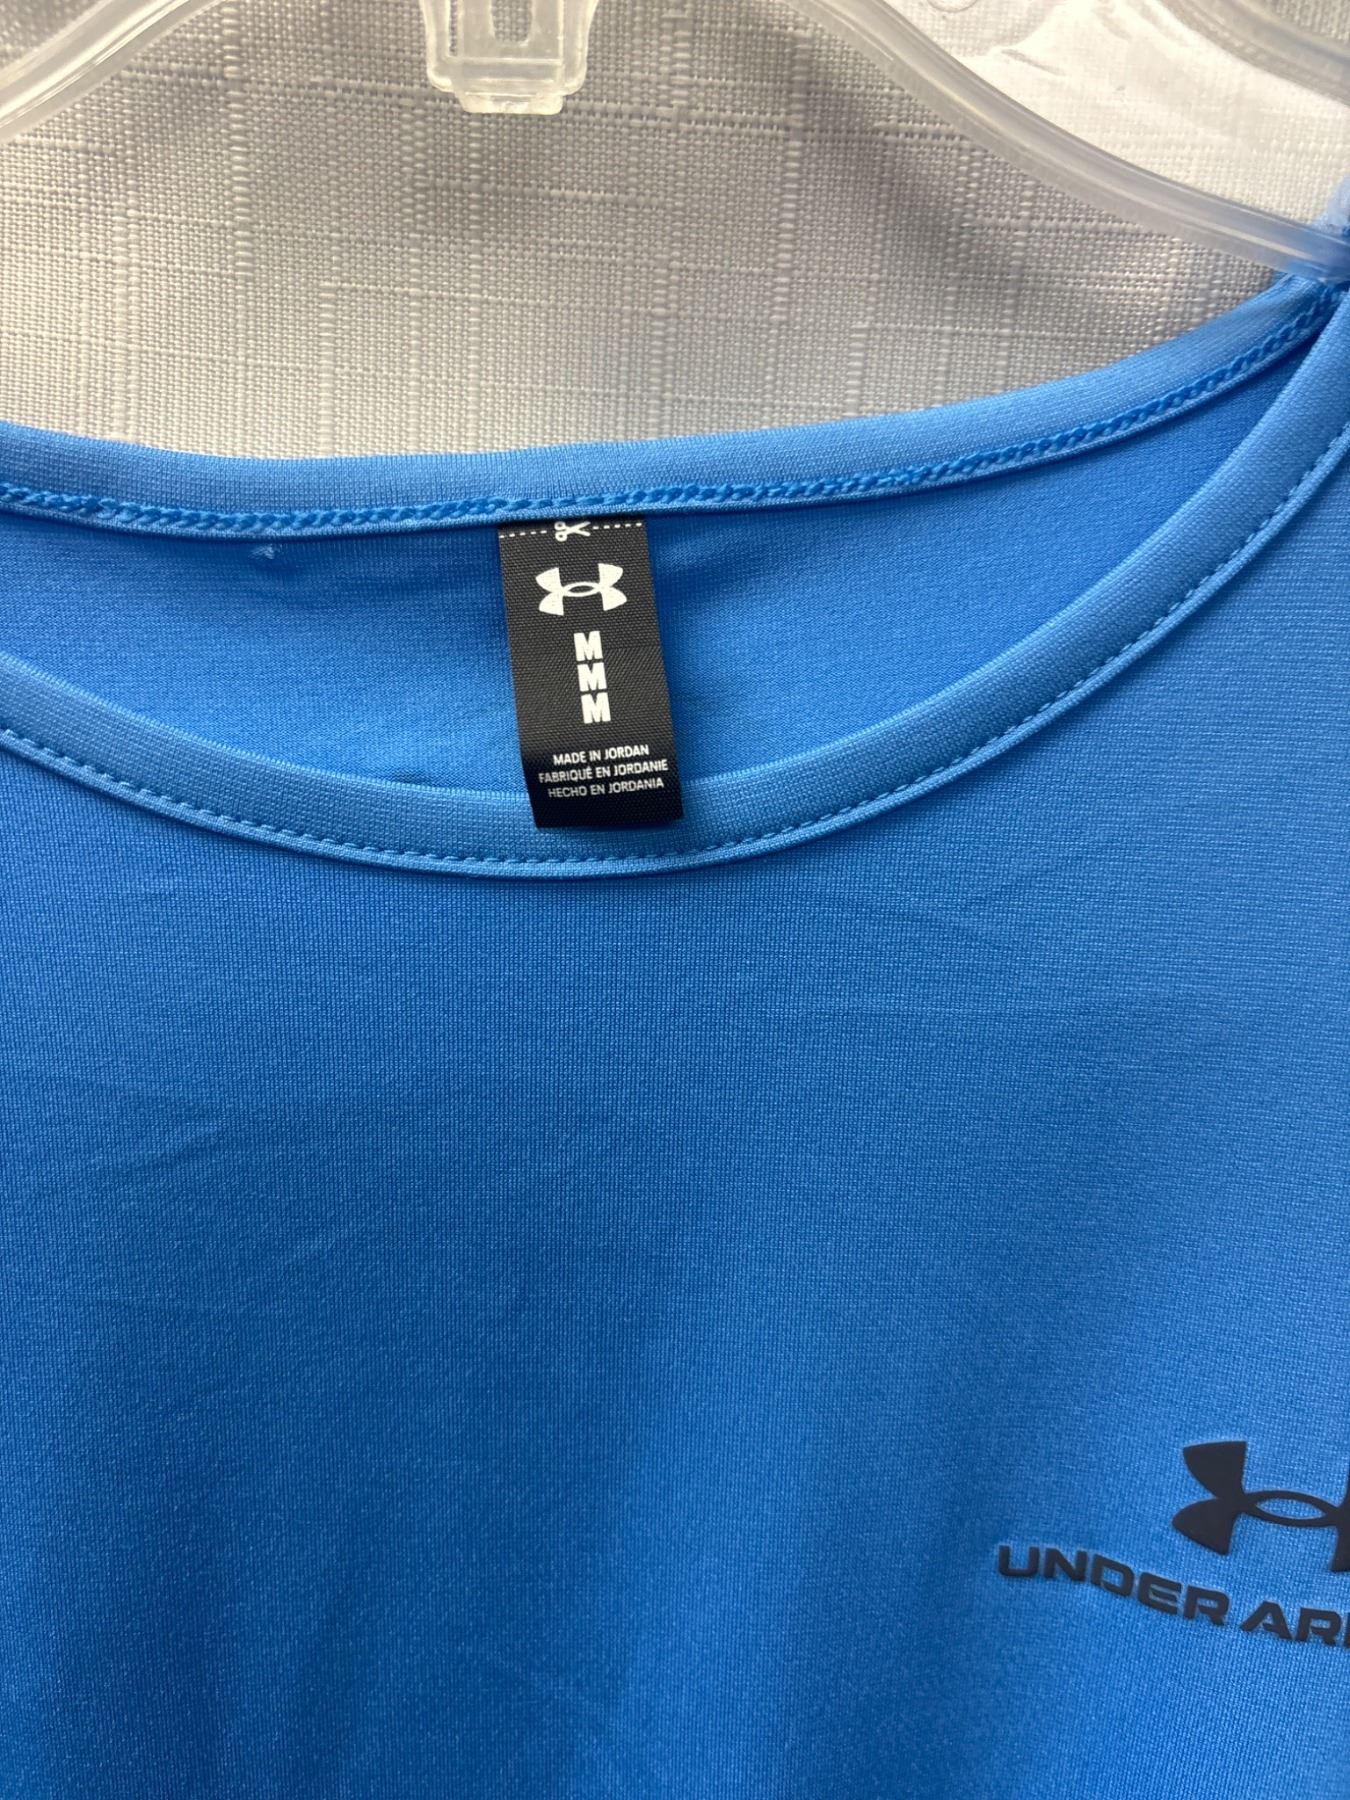 M
M
M
MADE IN JORDAN
FABRIQUÉ EN JORDANIE
HECHO EN JORDANIA
UNDER AR